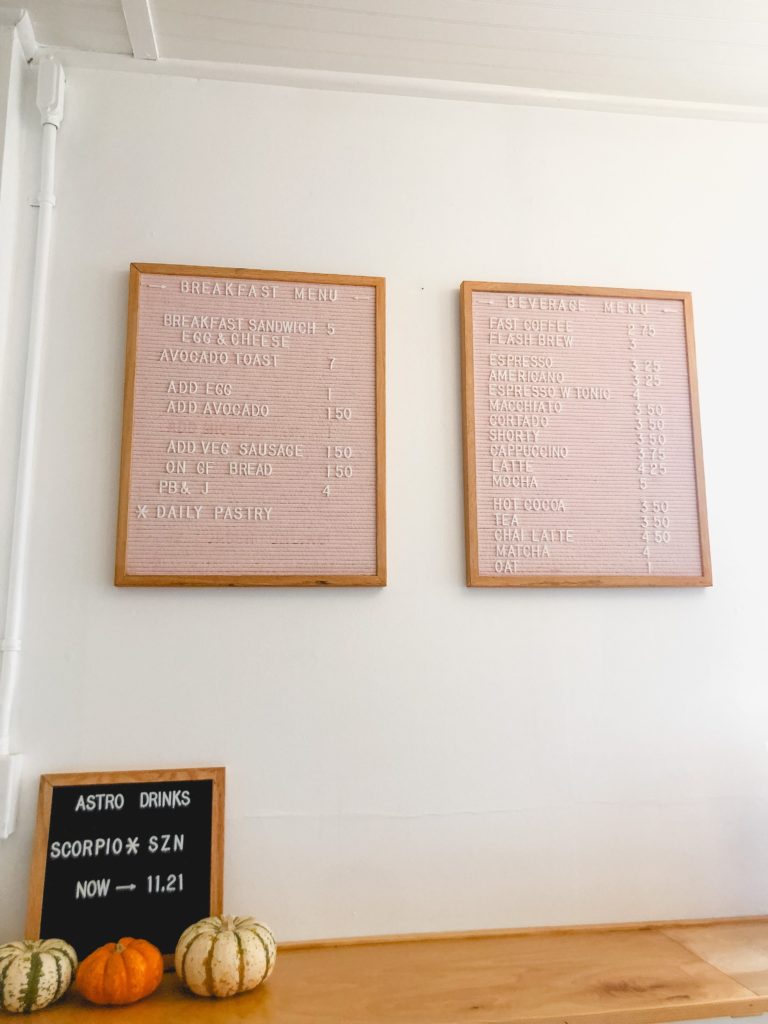 BREAKFAST MENU
BREAKFAST SANDWICH 5
EGG & CHEESE
AVOCADO TOAST 7
ADD EGG 1
ADD AVOCADO 1.50
ADD VEG SAUSAGE 1.50
ON GF BREAD 1.50
PB & J 4
* DAILY PASTRY
BEVERAGE MENU
FAST COFFEE 2.75
FLASH BREW 3
ESPRESSO 3.25
AMERICANO 3.25
ESPRESSO W TONIC 4
MACCHIATO 3.50
CORTADO 3.50
SHORTY 3.50
CAPPUCCINO 3.75
LATTE 4.25
MOCHA 5
HOT COCOA 3.50
TEA 3.50
CHAI LATTE 4.50
MATCHA 4
OAT 1
ASTRO DRINKS
SCORPIO* SZN
NOW → 11.21